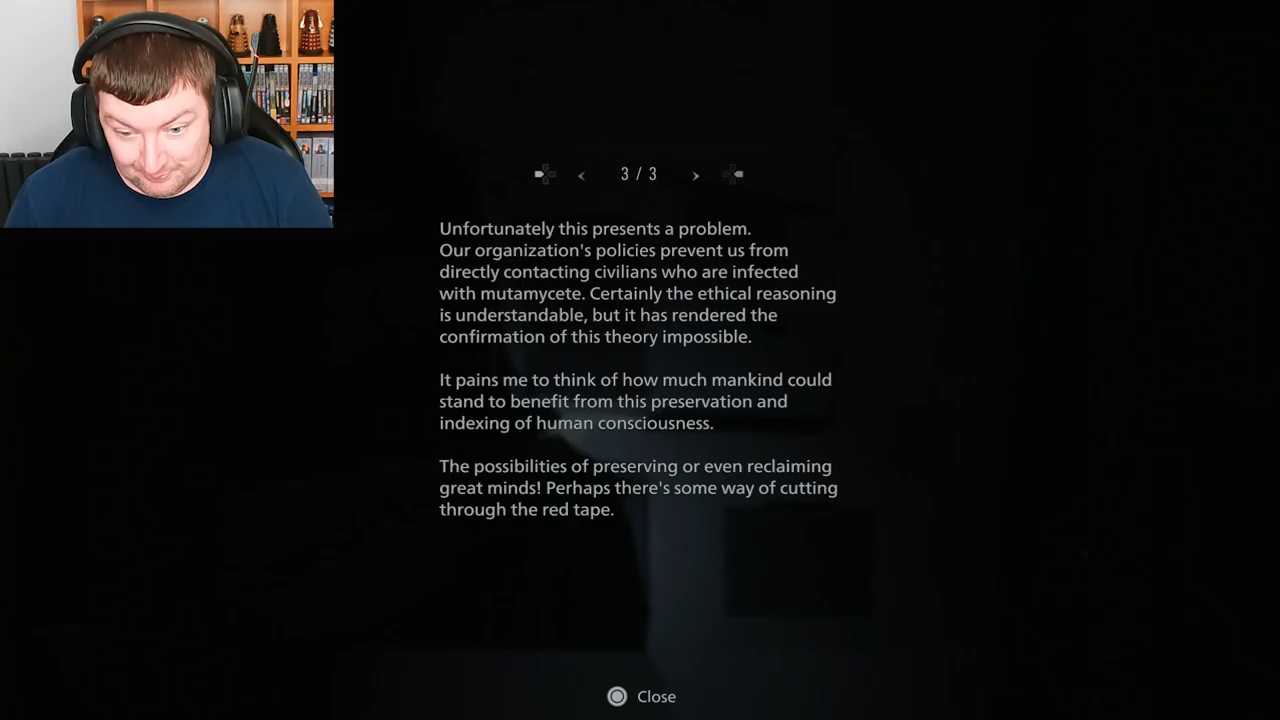 3 / 3
Unfortunately this presents a problem.
Our organization's policies prevent us from
directly contacting civilians who are infected
with mutamycete. Certainly the ethical reasoning
is understandable, but it has rendered the
confirmation of this theory impossible.
It pains me to think of how much mankind could
stand to benefit from this preservation and
indexing of human consciousness.
The possibilities of preserving or even reclaiming
great minds! Perhaps there's some way of cutting
through the red tape.
Close